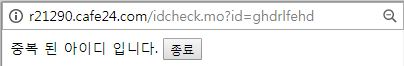 r21290.cafe24.com/idcheck.mo?id=ghdrlfehd
중복 된 아이디 입니다. 종료